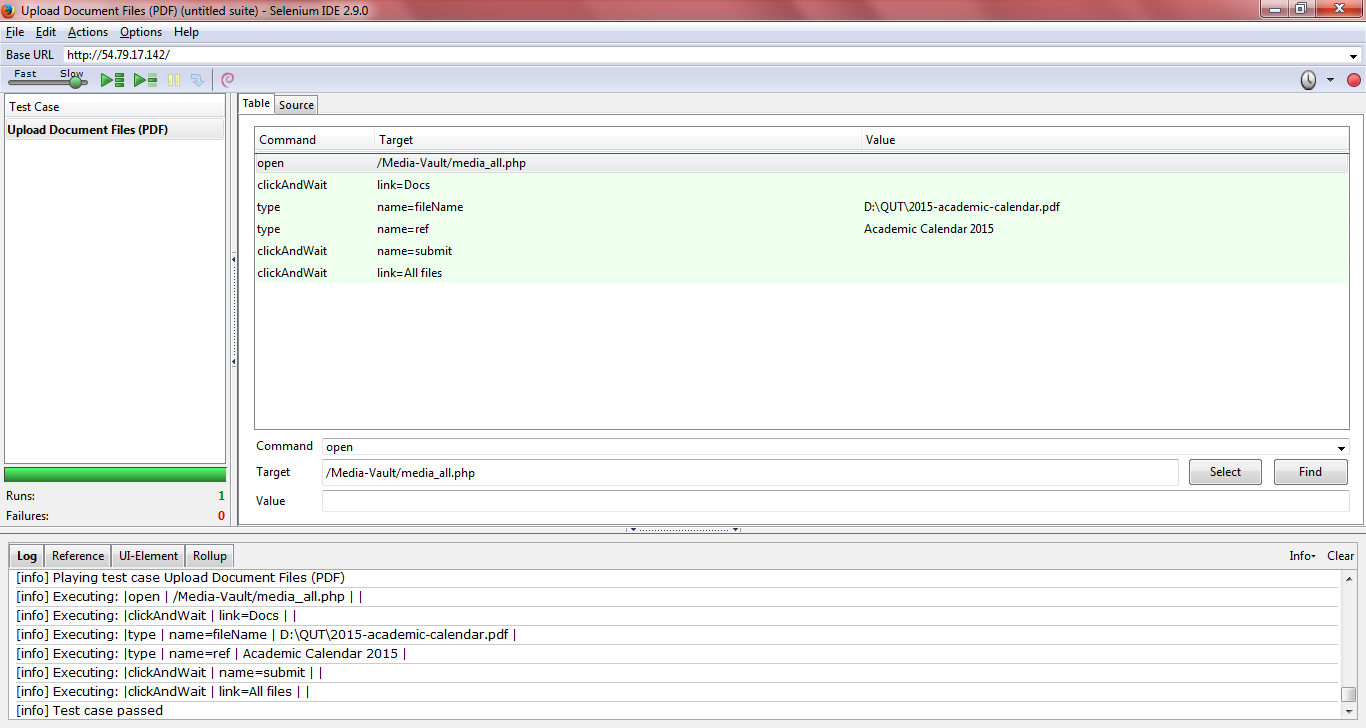 Upload Document Files (PDF) (untitled suite) - Selenium IDE 2.9.0
File Edit Actions Options Help
Base URL http://54.79.17.142/
Fast Slow
Test Case
Upload Document Files (PDF)
Runs: 1
Failures: 0
Table Source
Command Target Value
open /Media-Vault/media_all.php
clickAndWait link=Docs
type name=fileName D:\QUT\2015-academic-calendar.pdf
type name=ref Academic Calendar 2015
clickAndWait name=submit
clickAndWait link=All files
Command open
Target /Media-Vault/media_all.php Select Find
Value
Log Reference UI-Element Rollup Info Clear
[info] Playing test case Upload Document Files (PDF)
[info] Executing: |open | /Media-Vault/media_all.php | |
[info] Executing: |clickAndWait | link=Docs | |
[info] Executing: |type | name=fileName | D:\QUT\2015-academic-calendar.pdf |
[info] Executing: |type | name=ref | Academic Calendar 2015 |
[info] Executing: |clickAndWait | name=submit | |
[info] Executing: |clickAndWait | link=All files | |
[info] Test case passed